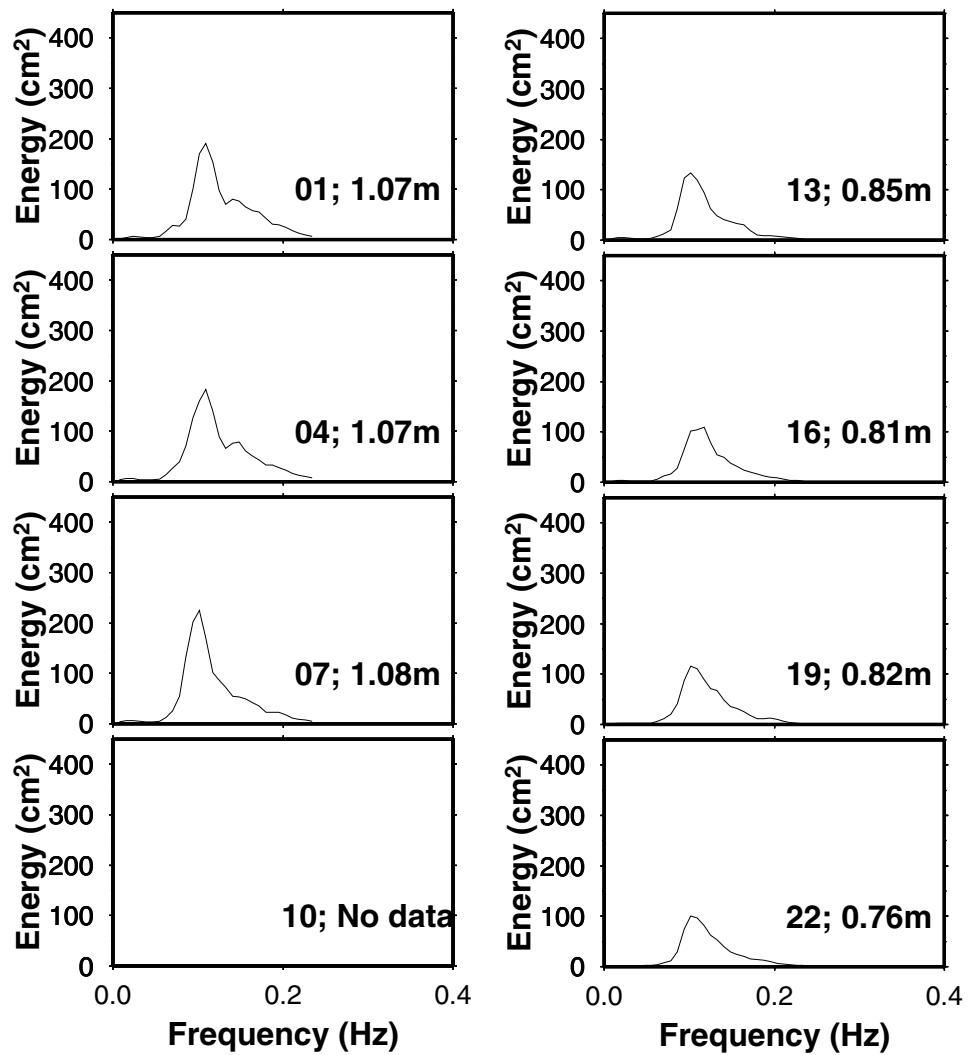 Energy (cm²)
400
300
200
100
0
01; 1.07m
Energy (cm²)
400
300
200
100
0
04; 1.07m
Energy (cm²)
400
300
200
100
0
07; 1.08m
Energy (cm²)
400
300
200
100
0
10; No data
0.0 0.2 0.4
Frequency (Hz)
Energy (cm²)
400
300
200
100
0
13; 0.85m
Energy (cm²)
400
300
200
100
0
16; 0.81m
Energy (cm²)
400
300
200
100
0
19; 0.82m
Energy (cm²)
400
300
200
100
0
22; 0.76m
0.0 0.2 0.4
Frequency (Hz)